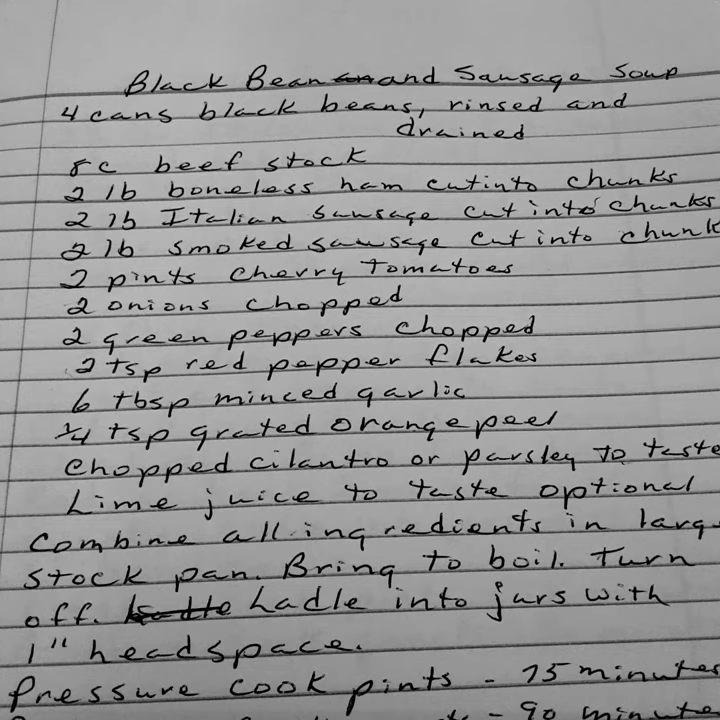 Black Bean and Sausage Soup
4 cans black beans, rinsed and
drained
8 c beef stock
2 lb boneless ham cut into chunks
2 lb Italian Sausage cut into chunks
2 lb smoked sausage cut into chunk
2 pints cherry tomatoes
2 onions chopped
2 green peppers chopped
2 tsp red pepper flakes
6 tbsp minced garlic
1/4 tsp grated orange peel
Chopped cilantro or parsley to taste
Lime juice to taste optional
Combine all ingredients in larg
stock pan. Bring to boil. Turn
off. Ladle into jars with
1" headspace.
Pressure cook pints - 75 minutes
- 90 minute